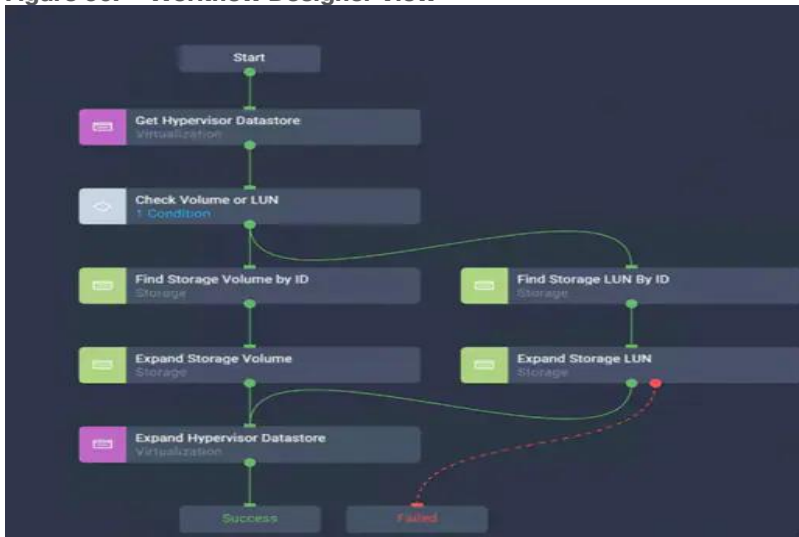 Start
Get Hypervisor Datastore
Virtualization
Check Volume or LUN
1 Condition
Find Storage Volume by ID
Storage
Find Storage LUN By ID
Storage
Expand Storage Volume
Storage
Expand Storage LUN
Storage
Expand Hypervisor Datastore
Virtualization
Success
Failed